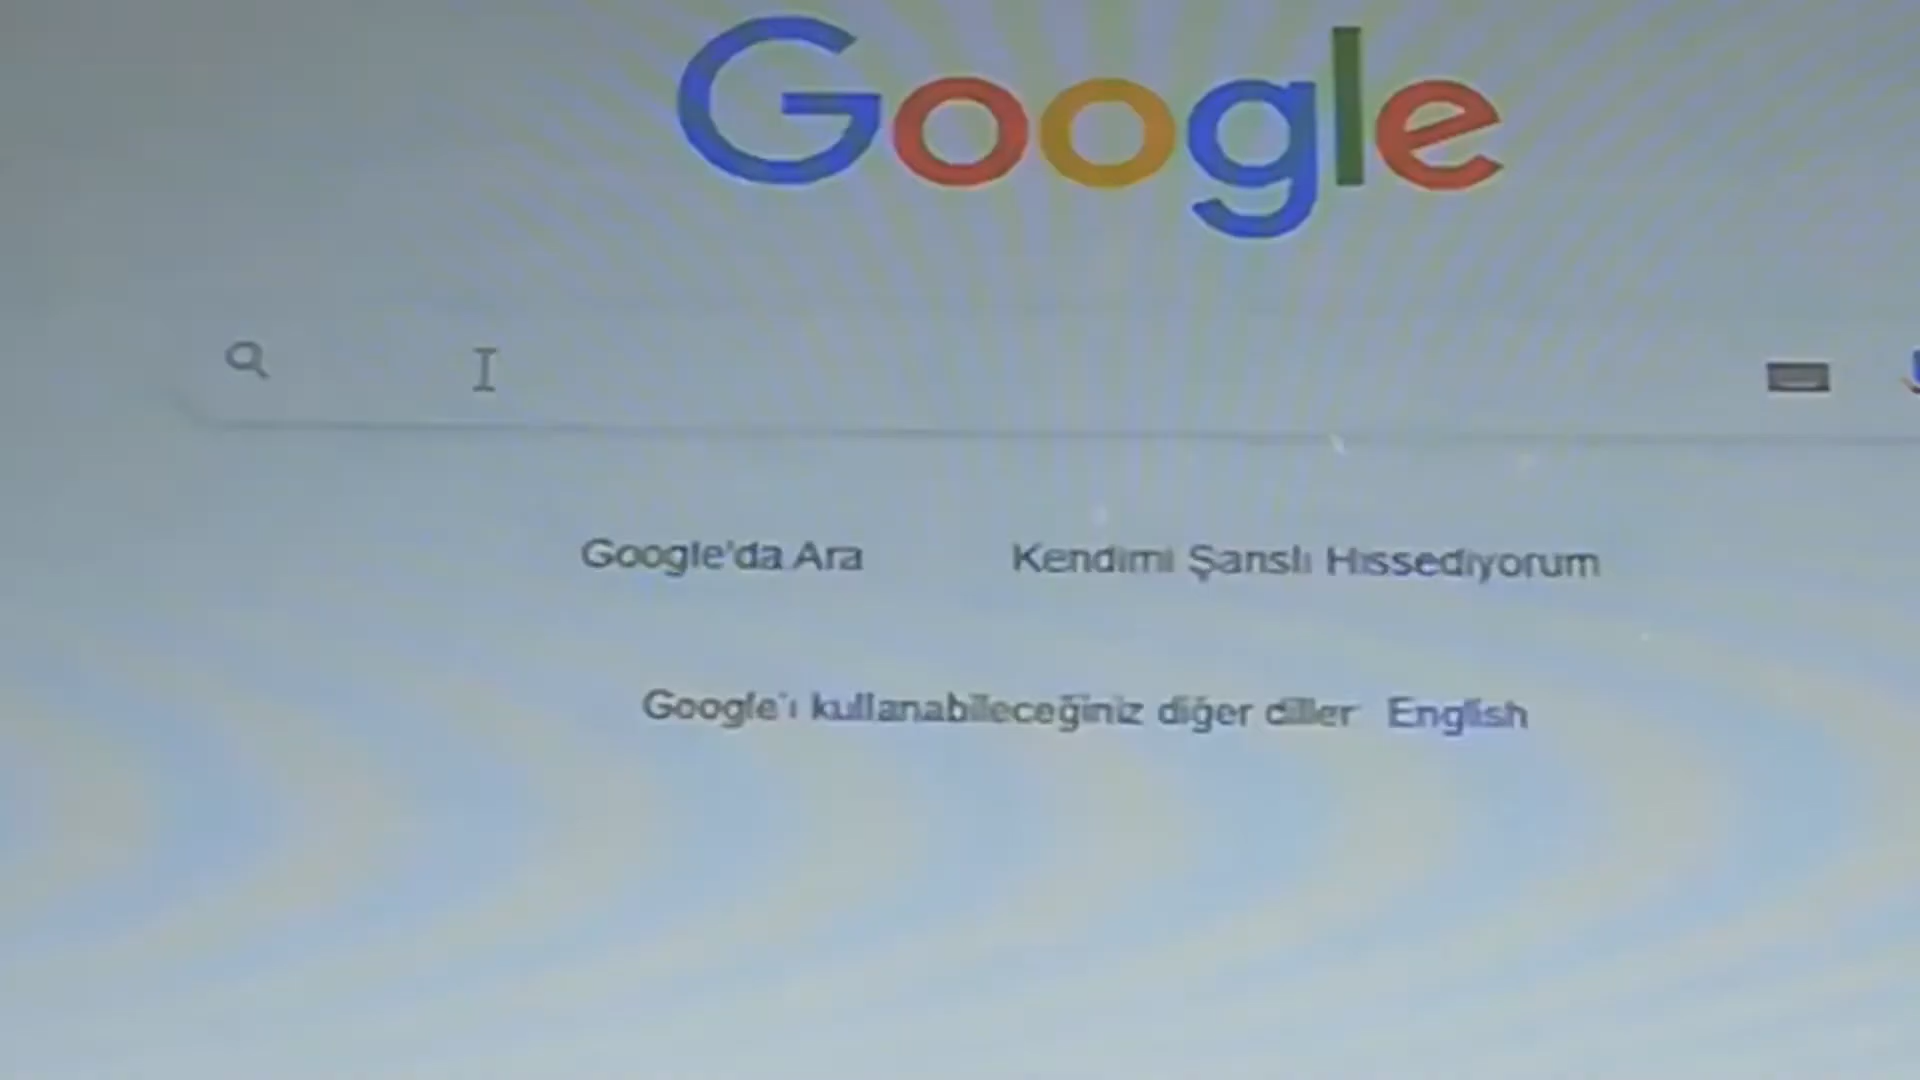 Google
Google'da Ara
Kendimi Şanslı Hissediyorum
Google'ı kullanabileceğiniz diğer diller English